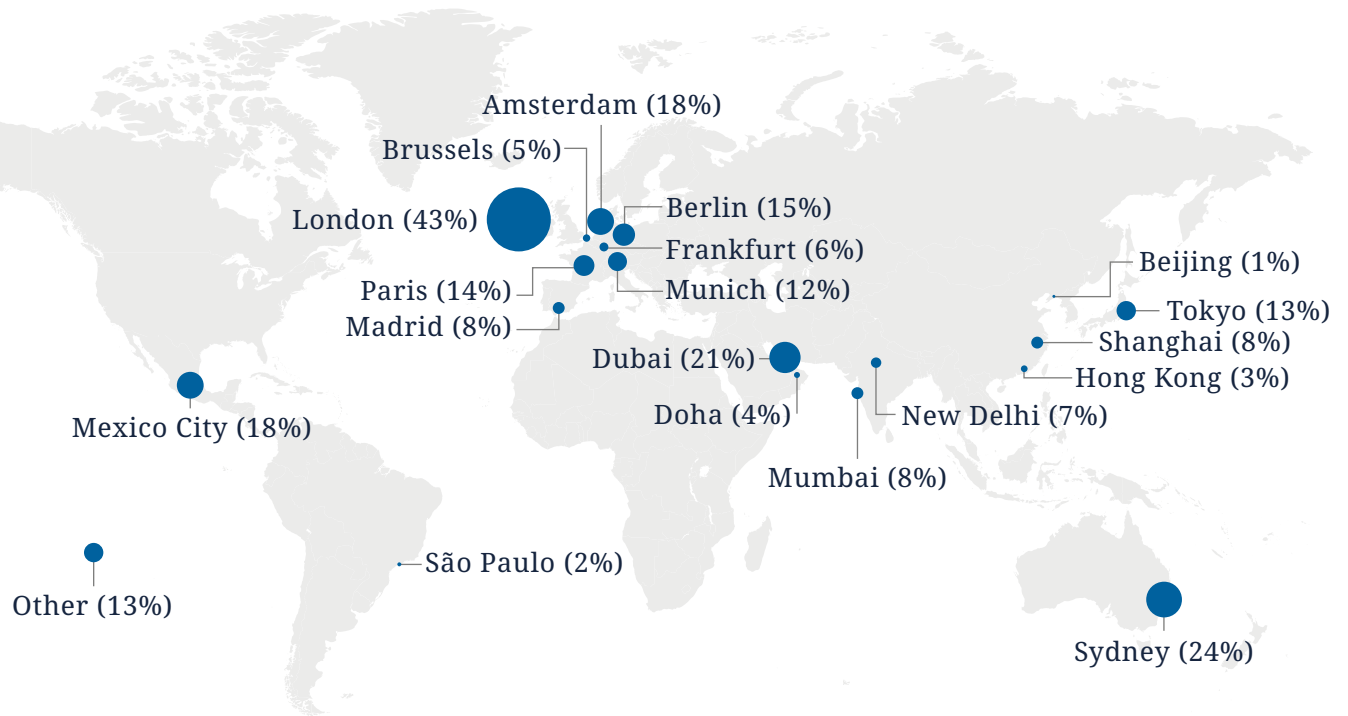 Amsterdam (18%)
Brussels (5%)
London (43%)
Berlin (15%)
Frankfurt (6%)
Beijing (1%)
Paris (14%)
Munich (12%)
Tokyo (13%)
Madrid (8%)
Shanghai (8%)
Dubai (21%)
Hong Kong (3%)
Doha (4%)
New Delhi (7%)
Mexico City (18%)
Mumbai (8%)
São Paulo (2%)
Other (13%)
Sydney (24%)